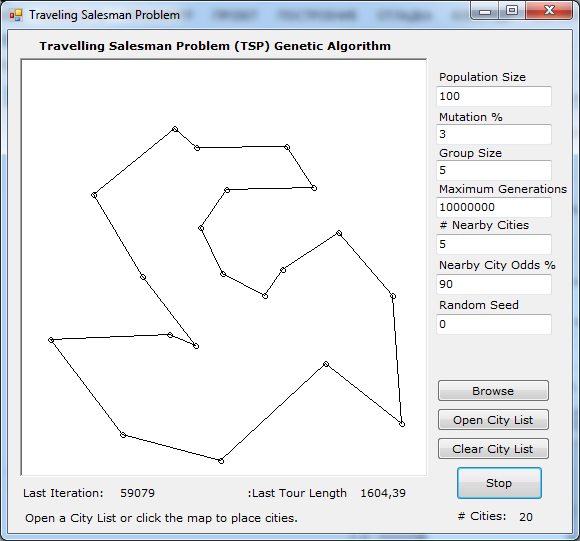 Traveling Salesman Problem
Travelling Salesman Problem (TSP) Genetic Algorithm
Population Size
100
Mutation %
3
Group Size
5
Maximum Generations
10000000
# Nearby Cities
5
Nearby City Odds %
90
Random Seed
0
Browse
Open City List
Clear City List
Stop
Last Iteration: 59079 :Last Tour Length 1604,39
Open a City List or click the map to place cities.
# Cities: 20